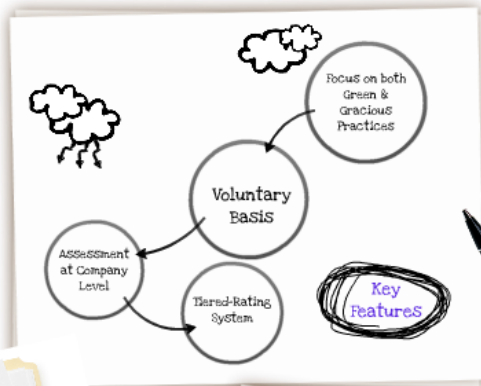 Focus on both
Green &
Gracious
Practices
Voluntary
Basis
Assessment
at Company
Level
Tiered-Rating
System
Key
Features